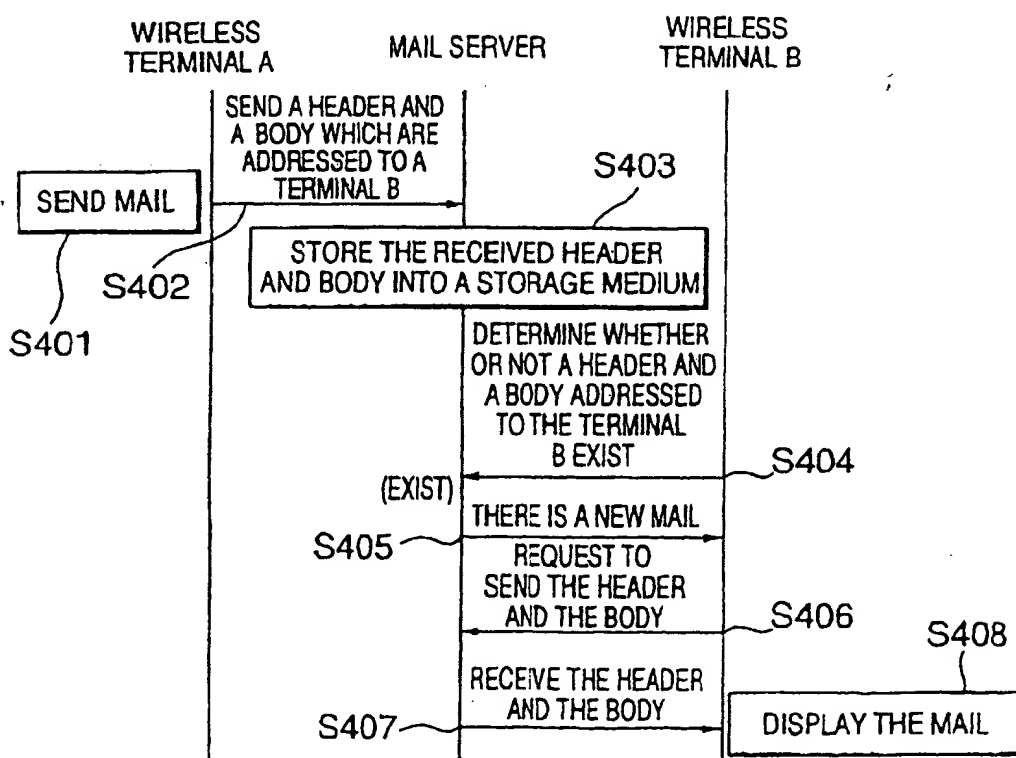 WIRELESS
TERMINAL A
MAIL SERVER
WIRELESS
TERMINAL B
SEND A HEADER AND
A BODY WHICH ARE
ADDRESSED TO A
TERMINAL B
SEND MAIL
S401
S402
S403
STORE THE RECEIVED HEADER
AND BODY INTO A STORAGE MEDIUM
DETERMINE WHETHER
OR NOT A HEADER AND
A BODY ADDRESSED
TO THE TERMINAL
B EXIST
S404
(EXIST)
THERE IS A NEW MAIL
S405
REQUEST TO
SEND THE HEADER
AND THE BODY
S406
RECEIVE THE HEADER
AND THE BODY
S407
S408
DISPLAY THE MAIL